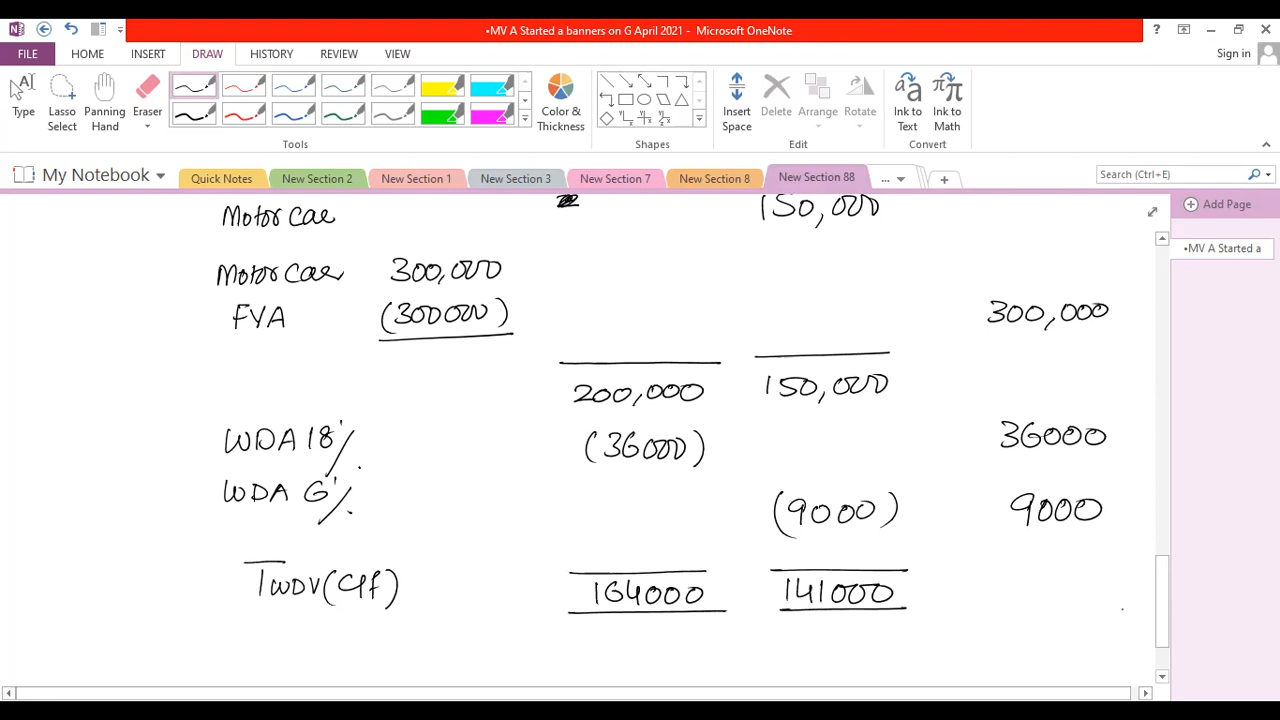 •MV A Started a banners on G April 2021 - Microsoft OneNote
FILE HOME INSERT DRAW HISTORY REVIEW VIEW Sign in
Type Lasso Select Panning Hand Eraser Color & Thickness Insert Space Delete Arrange Rotate Ink to Text Ink to Math
Tools Shapes Edit Convert
My Notebook Quick Notes New Section 2 New Section 1 New Section 3 New Section 7 New Section 8 New Section 88 ... Search (Ctrl+E)
Add Page
•MV A Started a
Motor Car 150,000
Motor Car 300,000
FYA (300000) 300,000
200,000 150,000
WDA 18% (36000) 36000
WDA 6% (9000) 9000
TWDV (c/f) 164000 141000